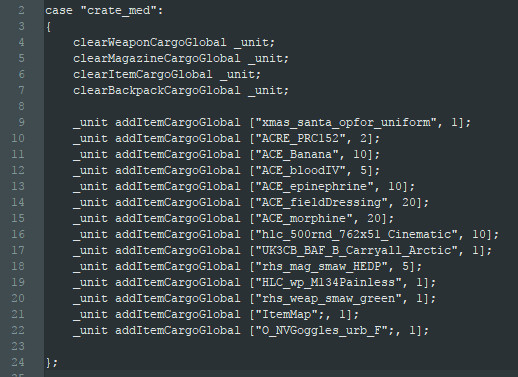 2 case "crate_med":
3 {
4 clearWeaponCargoGlobal _unit;
5 clearMagazineCargoGlobal _unit;
6 clearItemCargoGlobal _unit;
7 clearBackpackCargoGlobal _unit;
8
9 _unit addItemCargoGlobal ["xmas_santa_opfor_uniform", 1];
10 _unit addItemCargoGlobal ["ACRE_PRC152", 2];
11 _unit addItemCargoGlobal ["ACE_Banana", 10];
12 _unit addItemCargoGlobal ["ACE_bloodIV", 5];
13 _unit addItemCargoGlobal ["ACE_epinephrine", 10];
14 _unit addItemCargoGlobal ["ACE_fieldDressing", 20];
15 _unit addItemCargoGlobal ["ACE_morphine", 20];
16 _unit addItemCargoGlobal ["hlc_500rnd_762x51_Cinematic", 10];
17 _unit addItemCargoGlobal ["UK3CB_BAF_B_Carryall_Arctic", 1];
18 _unit addItemCargoGlobal ["rhs_mag_smaw_HEDP", 5];
19 _unit addItemCargoGlobal ["HLC_wp_M134Painless", 1];
20 _unit addItemCargoGlobal ["rhs_weap_smaw_green", 1];
21 _unit addItemCargoGlobal ["ItemMap";, 1];
22 _unit addItemCargoGlobal ["O_NVGoggles_urb_F";, 1];
23
24 };
25